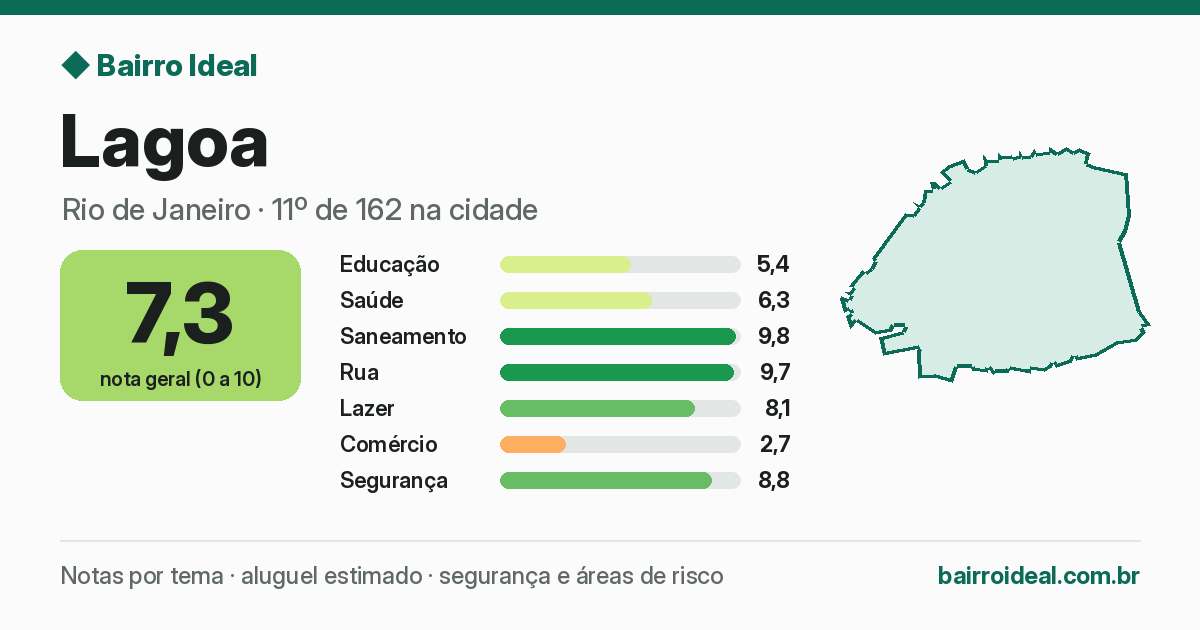 Bairro Ideal
Lagoa
Rio de Janeiro · 11º de 162 na cidade
7,3
nota geral (0 a 10)
Educação 5,4
Saúde 6,3
Saneamento 9,8
Rua 9,7
Lazer 8,1
Comércio 2,7
Segurança 8,8
Notas por tema · aluguel estimado · segurança e áreas de risco
bairroideal.com.br